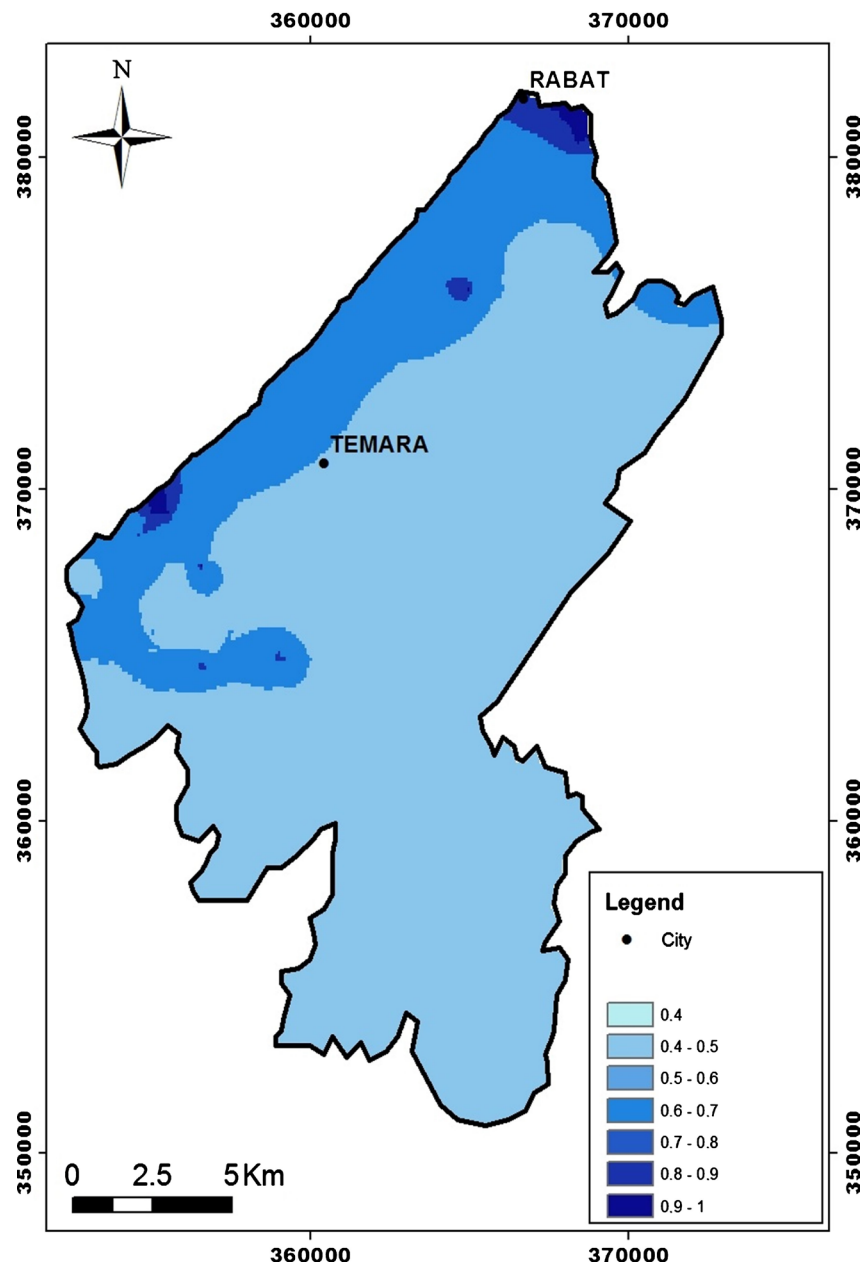 360000 370000
N
RABAT
380000 380000
TEMARA
370000 370000
360000 360000
Legend
City
0.4
0.4 - 0.5
0.5 - 0.6
0.6 - 0.7
0.7 - 0.8
0.8 - 0.9
0.9 - 1
350000 350000
0 2.5 5Km
360000 370000